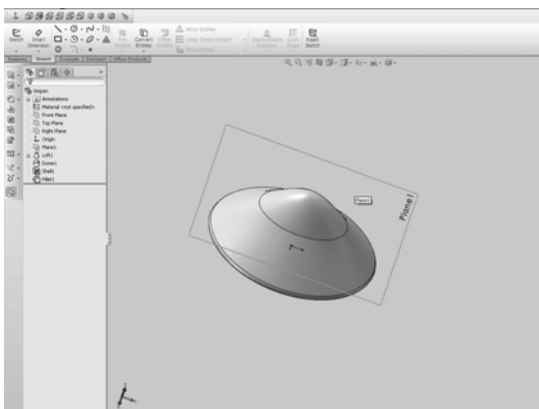 Sketch
Smart Dimension
Trim Entities
Convert Entities
Offset Entities
Move Entities
Linear Sketch Pattern
Move Entities
Display/Delete Relations
Quick Snaps
Rapid Sketch
Features
Sketch
Evaluate
DimXpert
Office Products
timpan
Annotations
Material <not specified>
Front Plane
Top Plane
Right Plane
Origin
Plane1
Loft1
Dome1
Shell1
Fillet1
Plane1
Plane1